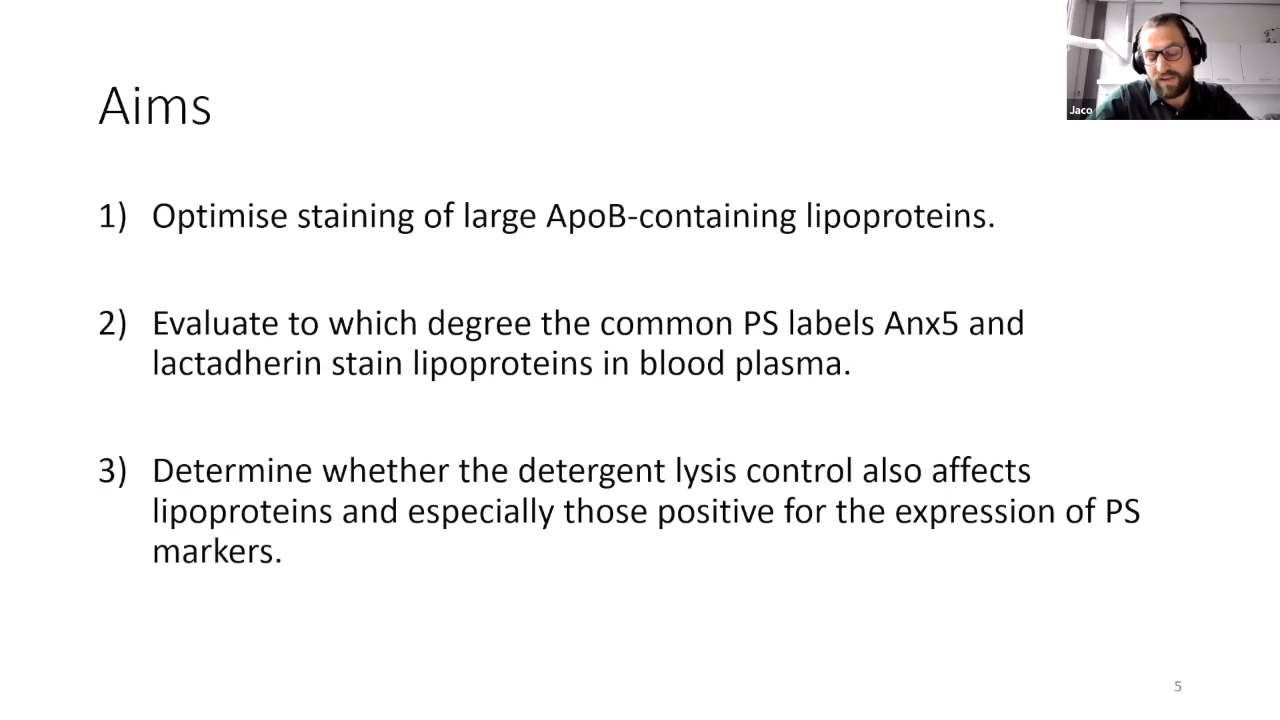 Jaco
Aims
1) Optimise staining of large ApoB-containing lipoproteins.
2) Evaluate to which degree the common PS labels Anx5 and
lactadherin stain lipoproteins in blood plasma.
3) Determine whether the detergent lysis control also affects
lipoproteins and especially those positive for the expression of PS
markers.
5